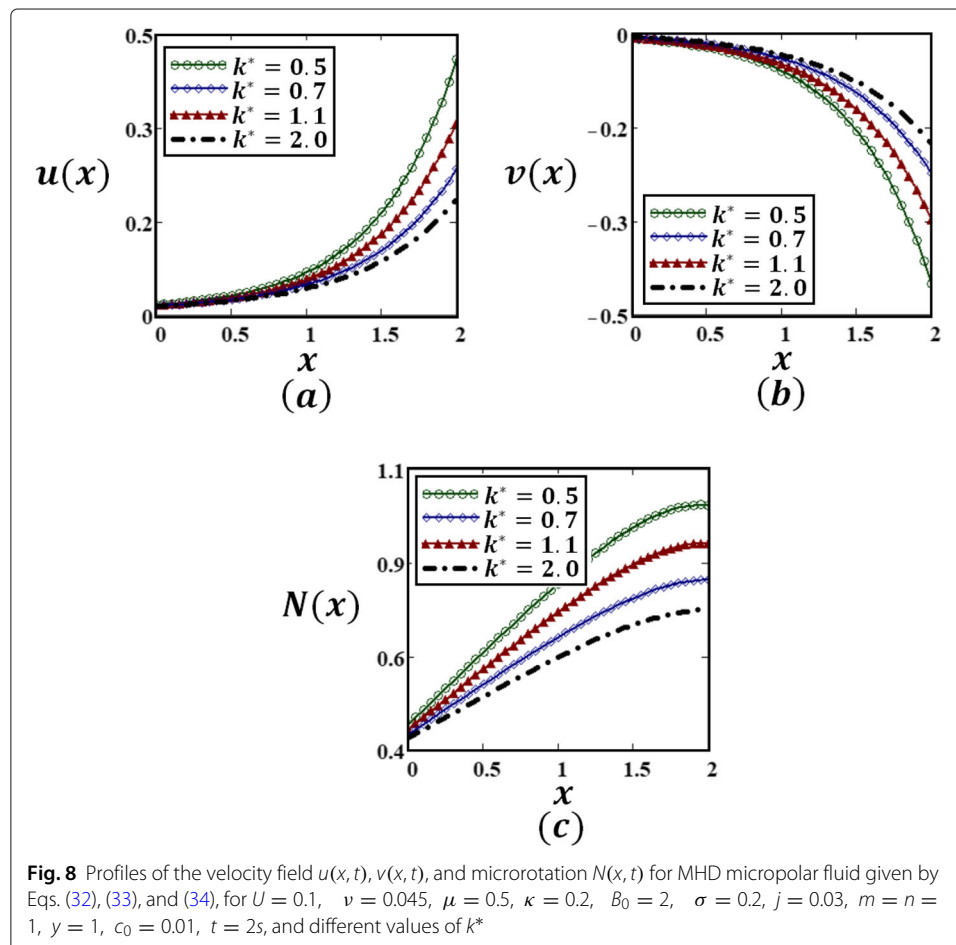 0.5
k* = 0.5
k* = 0.7
k* = 1.1
k* = 2.0
0.3
u(x)
0.2
0
0 0.5 1 1.5 2
x
(a)
0
−0.2
v(x)
−0.3
k* = 0.5
k* = 0.7
k* = 1.1
k* = 2.0
−0.5
0.5 1 1.5 2
x
(b)
1.1
k* = 0.5
k* = 0.7
k* = 1.1
k* = 2.0
0.9
N(x)
0.6
0.4
0 0.5 1 1.5 2
x
(c)
Fig. 8 Profiles of the velocity field u(x, t), v(x, t), and microrotation N(x, t) for MHD micropolar fluid given by
Eqs. (32), (33), and (34), for U = 0.1, ν = 0.045, μ = 0.5, κ = 0.2, B₀ = 2, σ = 0.2, j = 0.03, m = n =
1, y = 1, c₀ = 0.01, t = 2s, and different values of k*